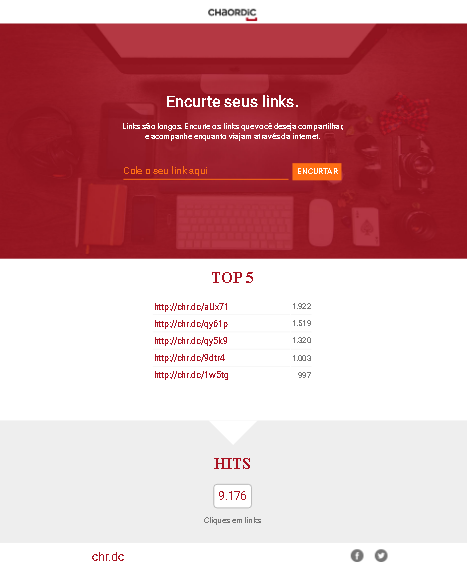 CHAORDIC
Encurte seus links.
Links são longos. Encurte os links que você deseja compartilhar,
e acompanhe enquanto viajam através da internet.
Cole o seu link aqui
ENCURTAR
TOP 5
http://chr.dc/aUx71 1.922
http://chr.dc/qy61p 1.519
http://chr.dc/qy5k9 1.320
http://chr.dc/9dtr4 1.003
http://chr.dc/1w5tg 997
HITS
9.176
Cliques em links
chr.dc